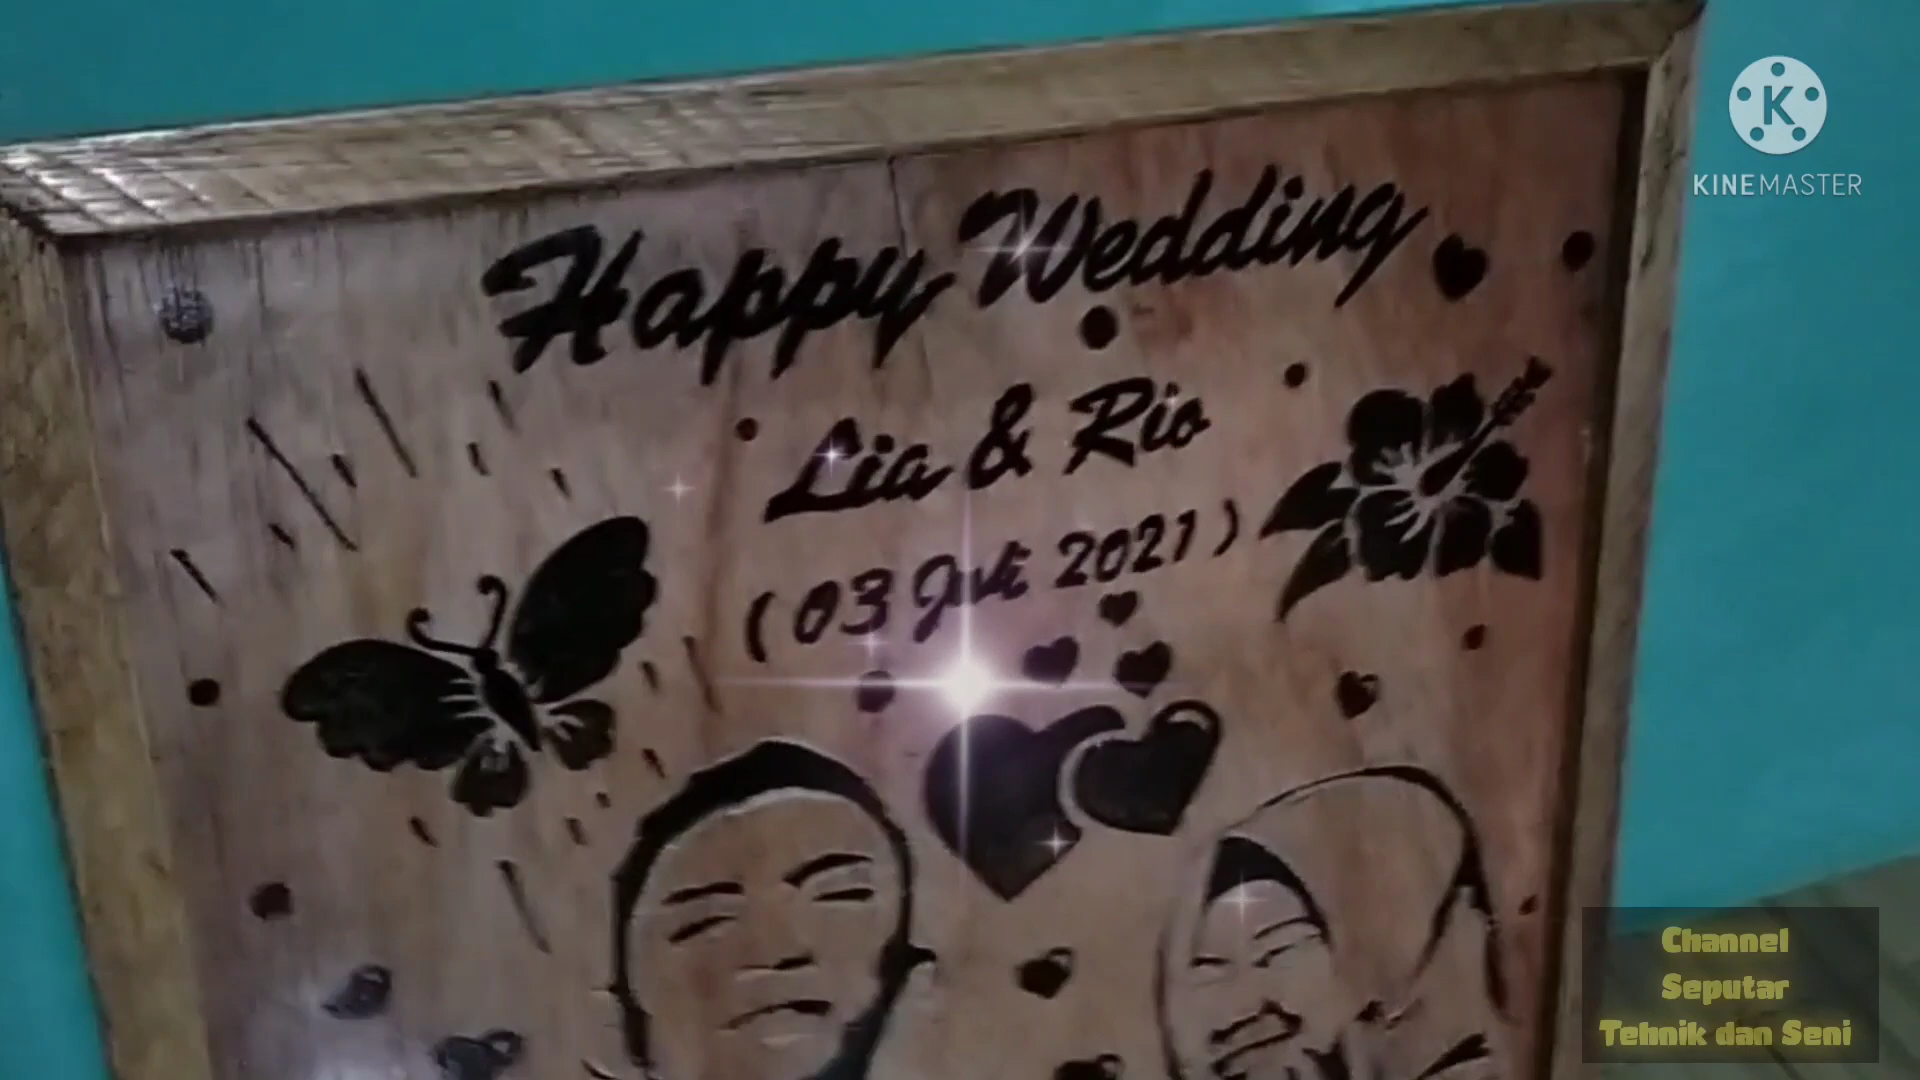 KINEMASTER
Happy Wedding
Lia & Rio
(03 Juli 2021)
Channel
Seputar
Tehnik dan Seni